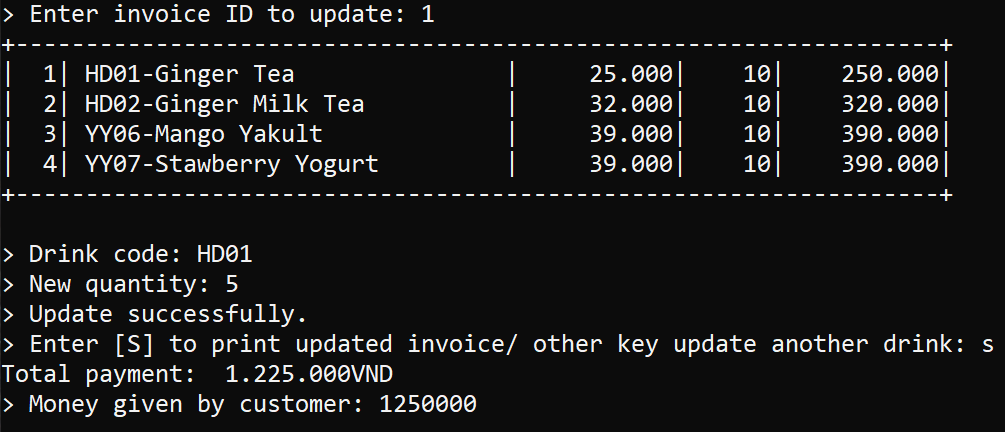 > Enter invoice ID to update: 1
+------------------------------------------------------------------+
|  1| HD01-Ginger Tea               |     25.000|    10|    250.000|
|  2| HD02-Ginger Milk Tea          |     32.000|    10|    320.000|
|  3| YY06-Mango Yakult             |     39.000|    10|    390.000|
|  4| YY07-Stawberry Yogurt         |     39.000|    10|    390.000|
+------------------------------------------------------------------+
> Drink code: HD01
> New quantity: 5
> Update successfully.
> Enter [S] to print updated invoice/ other key update another drink: s
Total payment:  1.225.000VND
> Money given by customer: 1250000